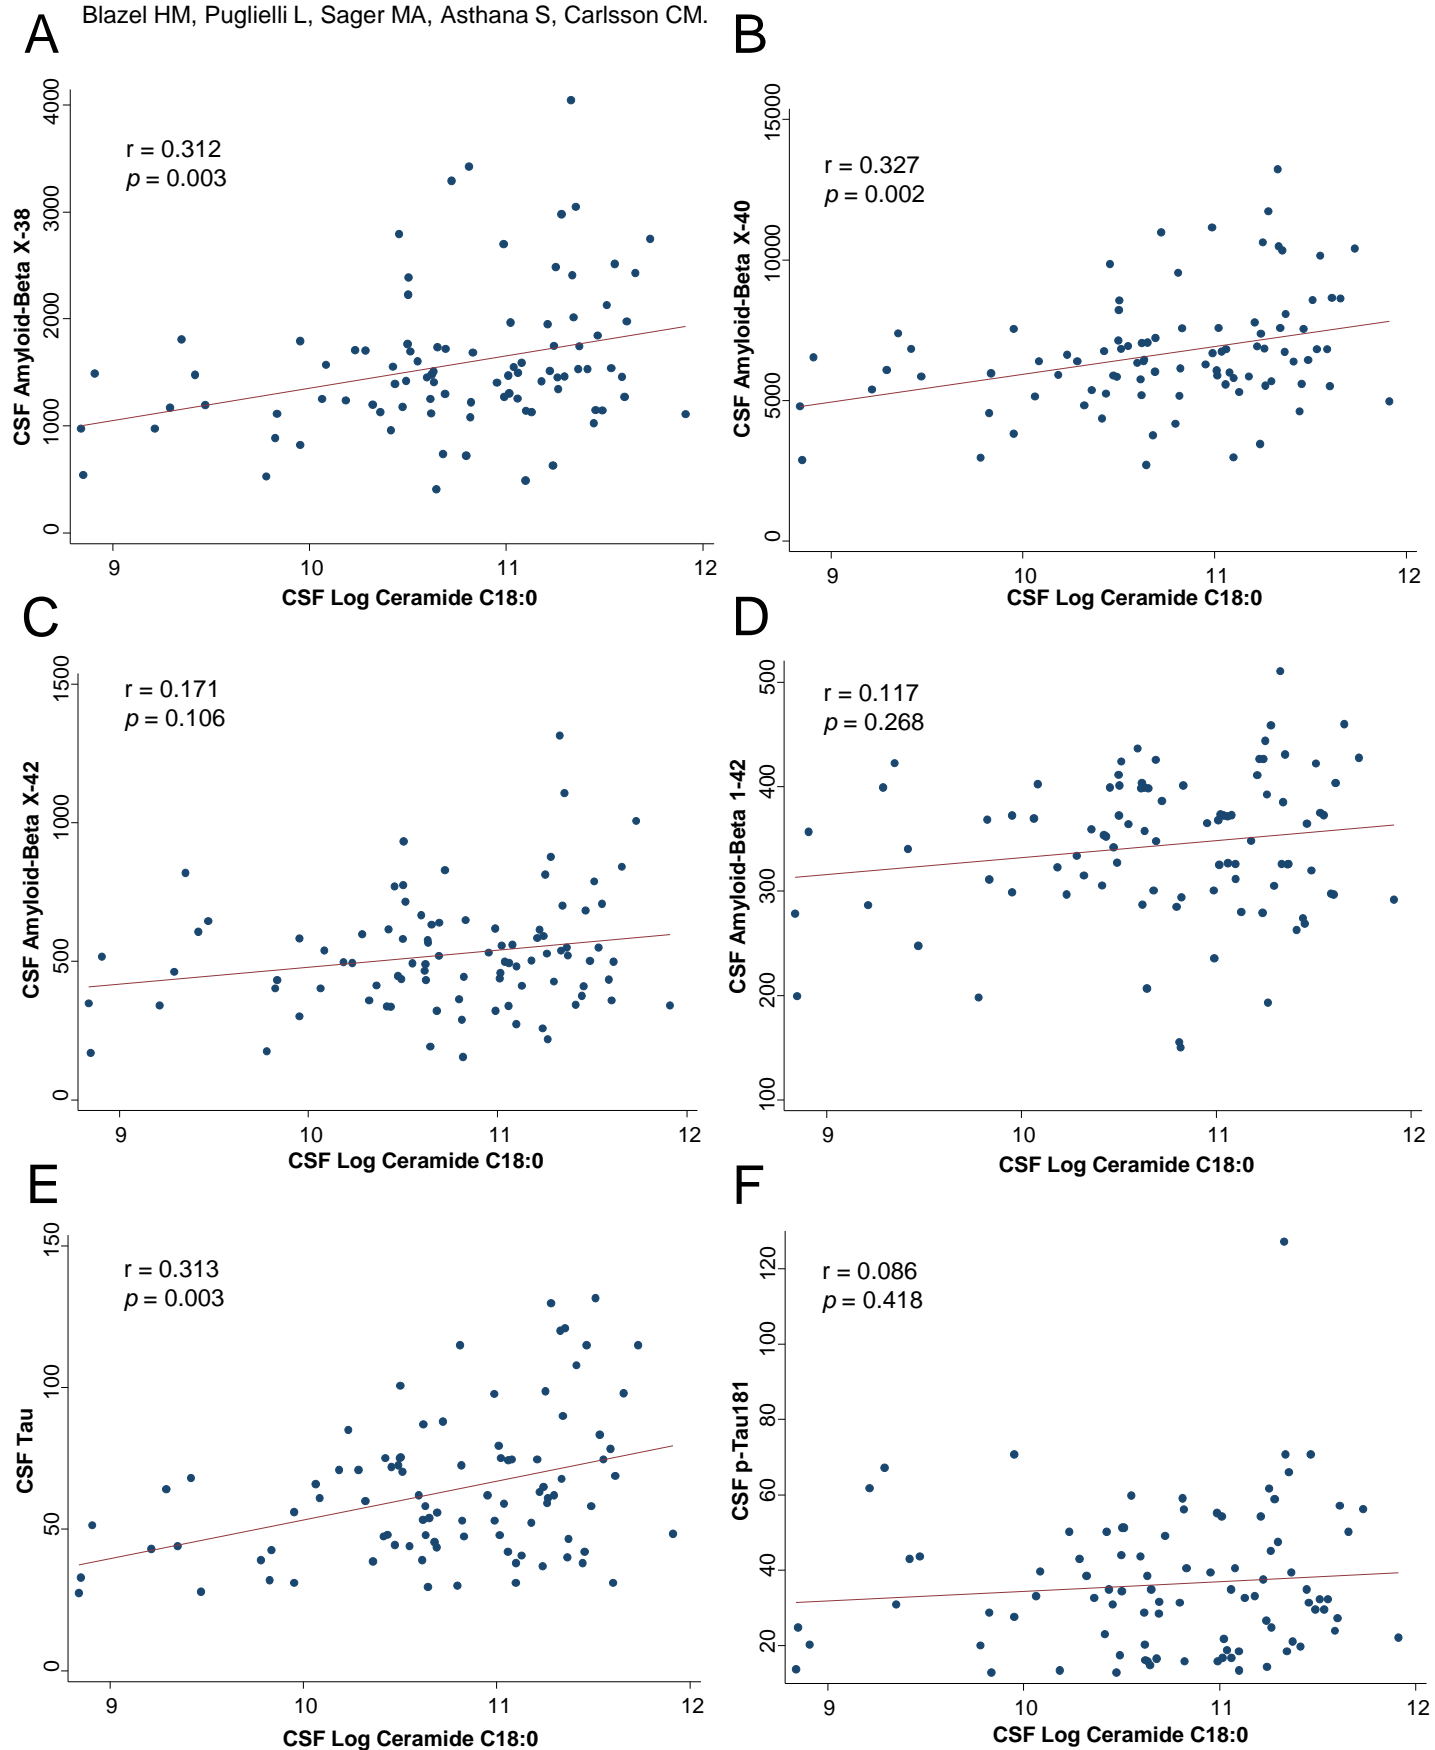 Blazel HM, Puglielli L, Sager MA, Asthana S, Carlsson CM.
A
r = 0.312
p = 0.003
CSF Amyloid-Beta X-38
4000
3000
2000
1000
0
9 10 11 12
CSF Log Ceramide C18:0
B
r = 0.327
p = 0.002
CSF Amyloid-Beta X-40
15000
10000
5000
0
9 10 11 12
CSF Log Ceramide C18:0
C
r = 0.171
p = 0.106
CSF Amyloid-Beta X-42
1500
1000
500
0
9 10 11 12
CSF Log Ceramide C18:0
D
r = 0.117
p = 0.268
CSF Amyloid-Beta 1-42
500
400
300
200
100
9 10 11 12
CSF Log Ceramide C18:0
E
r = 0.313
p = 0.003
CSF Tau
150
100
50
0
9 10 11 12
CSF Log Ceramide C18:0
F
r = 0.086
p = 0.418
CSF p-Tau181
120
100
80
60
40
20
9 10 11 12
CSF Log Ceramide C18:0